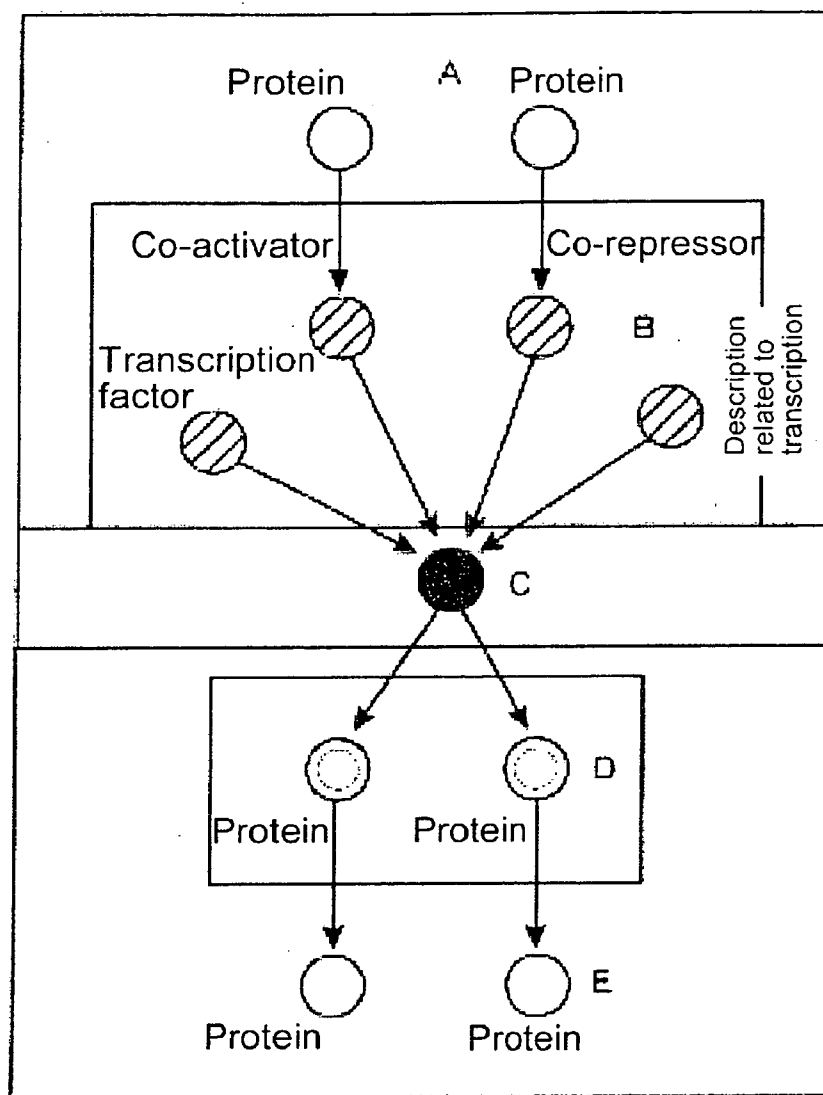 Protein A Protein
Co-activator Co-repressor
B
Transcription
factor
Description
related to
transcription
C
D
Protein Protein
E
Protein Protein